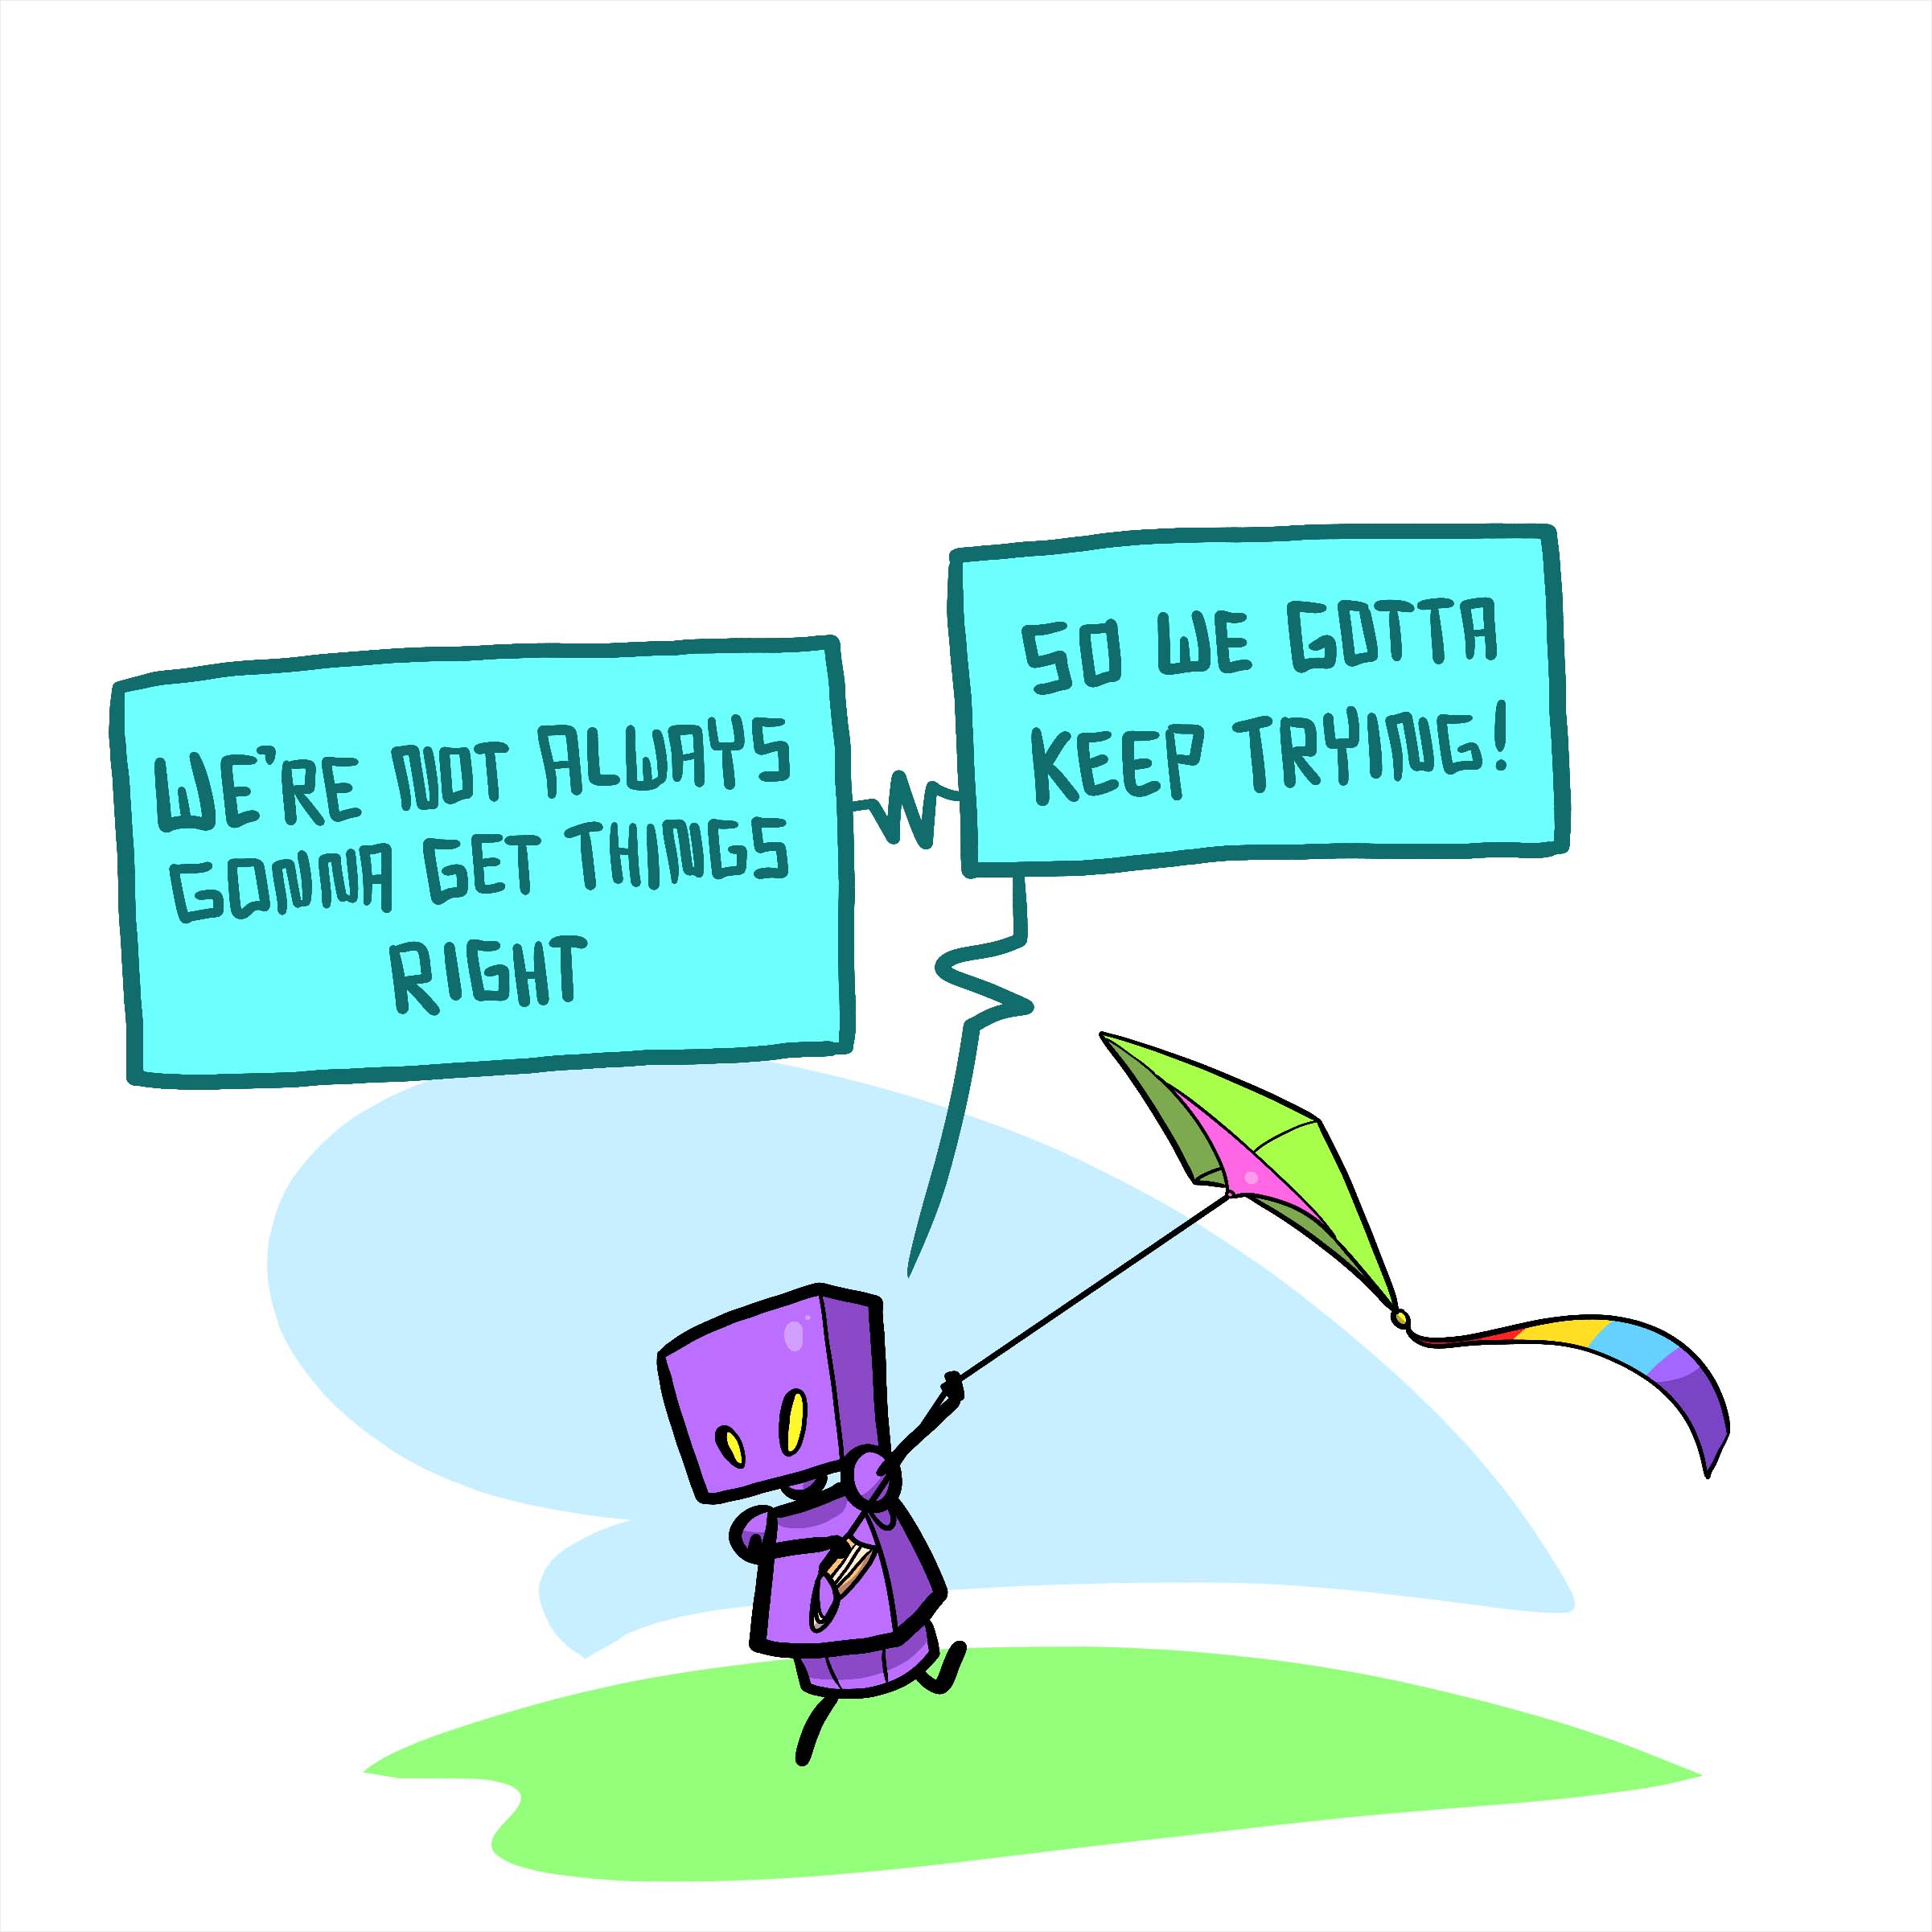 WE'RE NOT ALWAYS
GONNA GET THINGS
RIGHT
SO WE GOTTA
KEEP TRYING!